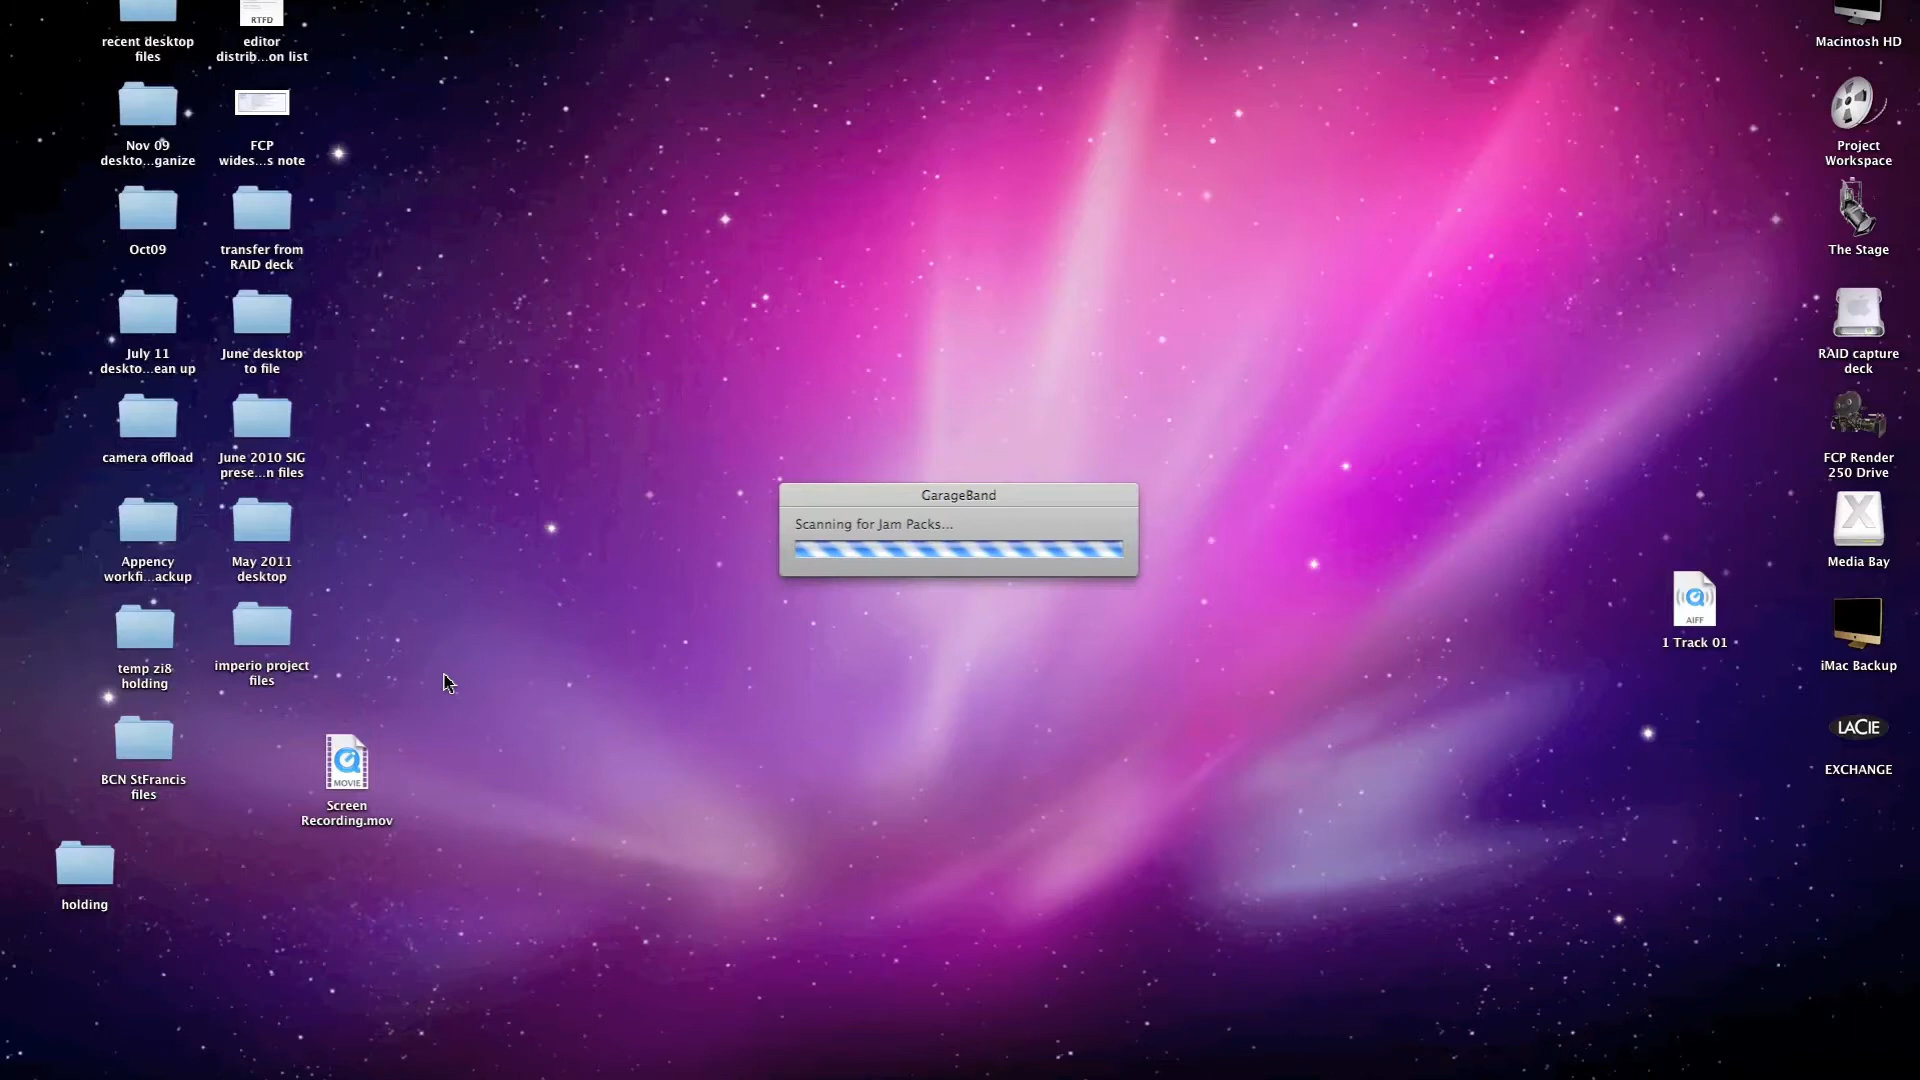 recent desktop
files
RTFD
editor
distrib...on list
Macintosh HD
Nov 09
deskto...ganize
FCP
wides...s note
Project
Workspace
Oct09
transfer from
RAID deck
The Stage
July 11
deskto...ean up
June desktop
to file
RAID capture
deck
camera offload
June 2010 SIG
prese...n files
FCP Render
250 Drive
GarageBand
Scanning for Jam Packs...
Appency
workfi...ackup
May 2011
desktop
X
Media Bay
AIFF
1 Track 01
temp zi8
holding
imperio project
files
iMac Backup
LACIE
EXCHANGE
BCN StFrancis
files
MOVIE
Screen
Recording.mov
holding